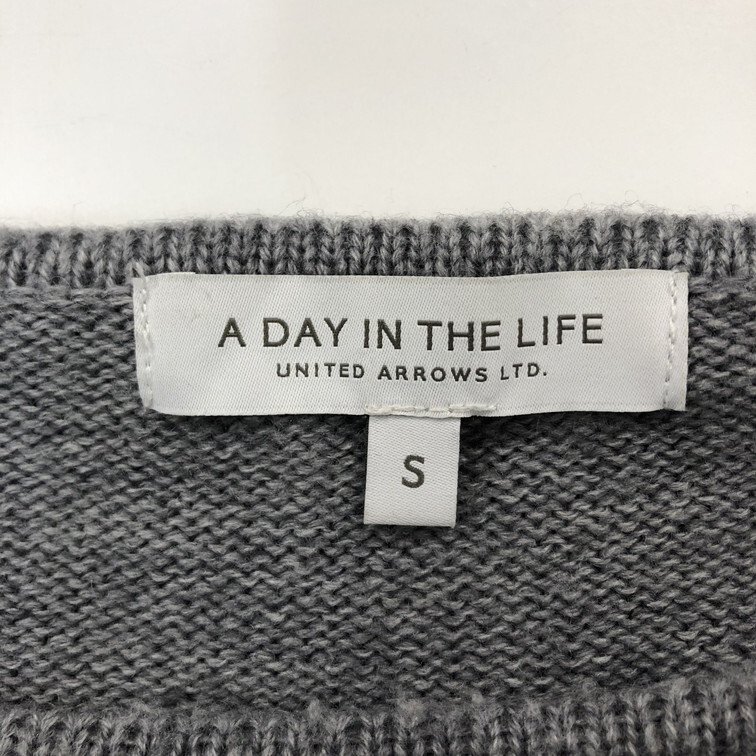 A DAY IN THE LIFE
UNITED ARROWS LTD.
S